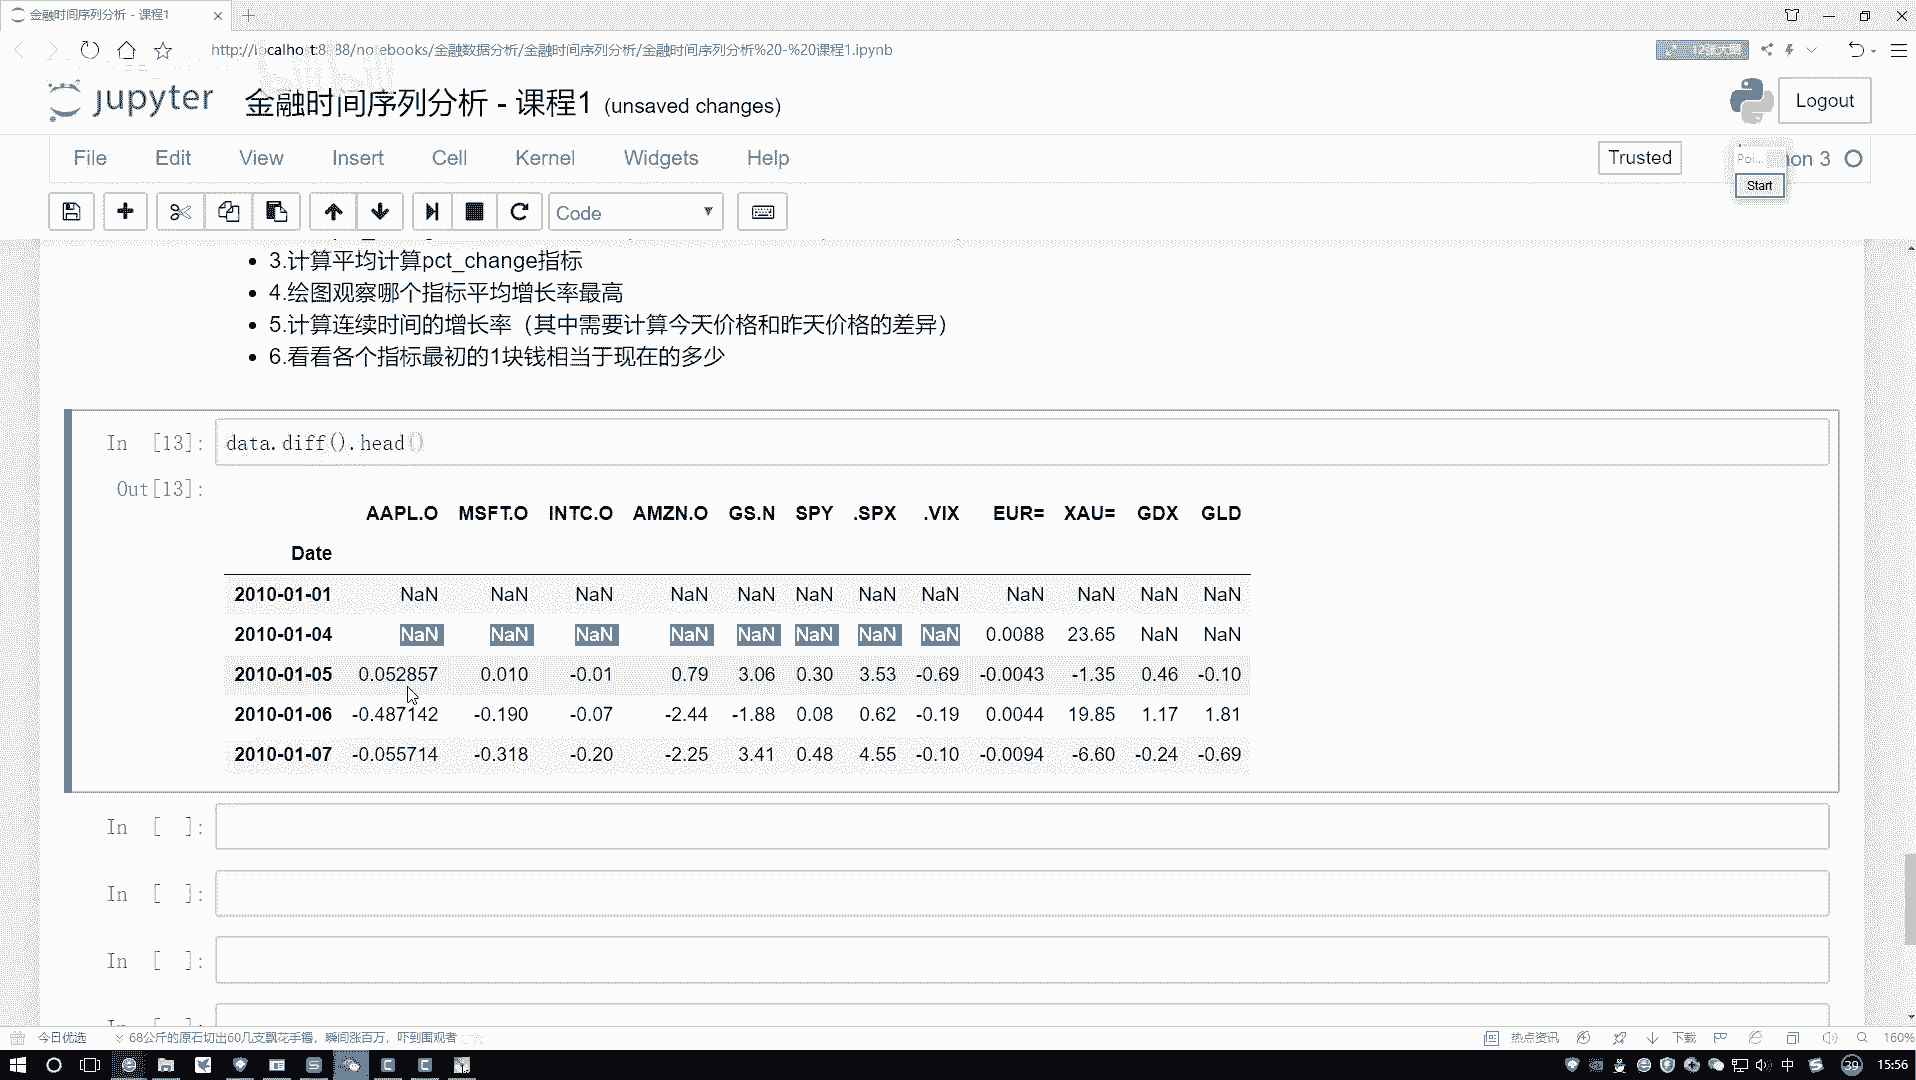 金融时间序列分析 - 课程1
http://localhost:8888/notebooks/金融数据分析/金融时间序列分析/金融时间序列分析%20-%20课程1.ipynb
jupyter 金融时间序列分析 - 课程1 (unsaved changes)
Logout
File Edit View Insert Cell Kernel Widgets Help
Trusted
Poi... on 3
Start
Code
3.计算平均计算pct_change指标
4.绘图观察哪个指标平均增长率最高
5.计算连续时间的增长率（其中需要计算今天价格和昨天价格的差异）
6.看看各个指标最初的1块钱相当于现在的多少
In [13]: data.diff().head()
Out[13]:
AAPL.O MSFT.O INTC.O AMZN.O GS.N SPY .SPX .VIX EUR= XAU= GDX GLD
Date
2010-01-01 NaN NaN NaN NaN NaN NaN NaN NaN NaN NaN NaN NaN
2010-01-04 NaN NaN NaN NaN NaN NaN NaN NaN 0.0088 23.65 NaN NaN
2010-01-05 0.052857 0.010 -0.01 0.79 3.06 0.30 3.53 -0.69 -0.0043 -1.35 0.46 -0.10
2010-01-06 -0.487142 -0.190 -0.07 -2.44 -1.88 0.08 0.62 -0.19 0.0044 19.85 1.17 1.81
2010-01-07 -0.055714 -0.318 -0.20 -2.25 3.41 0.48 4.55 -0.10 -0.0094 -6.60 -0.24 -0.69
In [ ]:
In [ ]:
In [ ]:
今日优选 68公斤的原石切出60几支飘花手镯，瞬间涨百万，吓到围观者
热点资讯 下载 160%
中 39 15:56